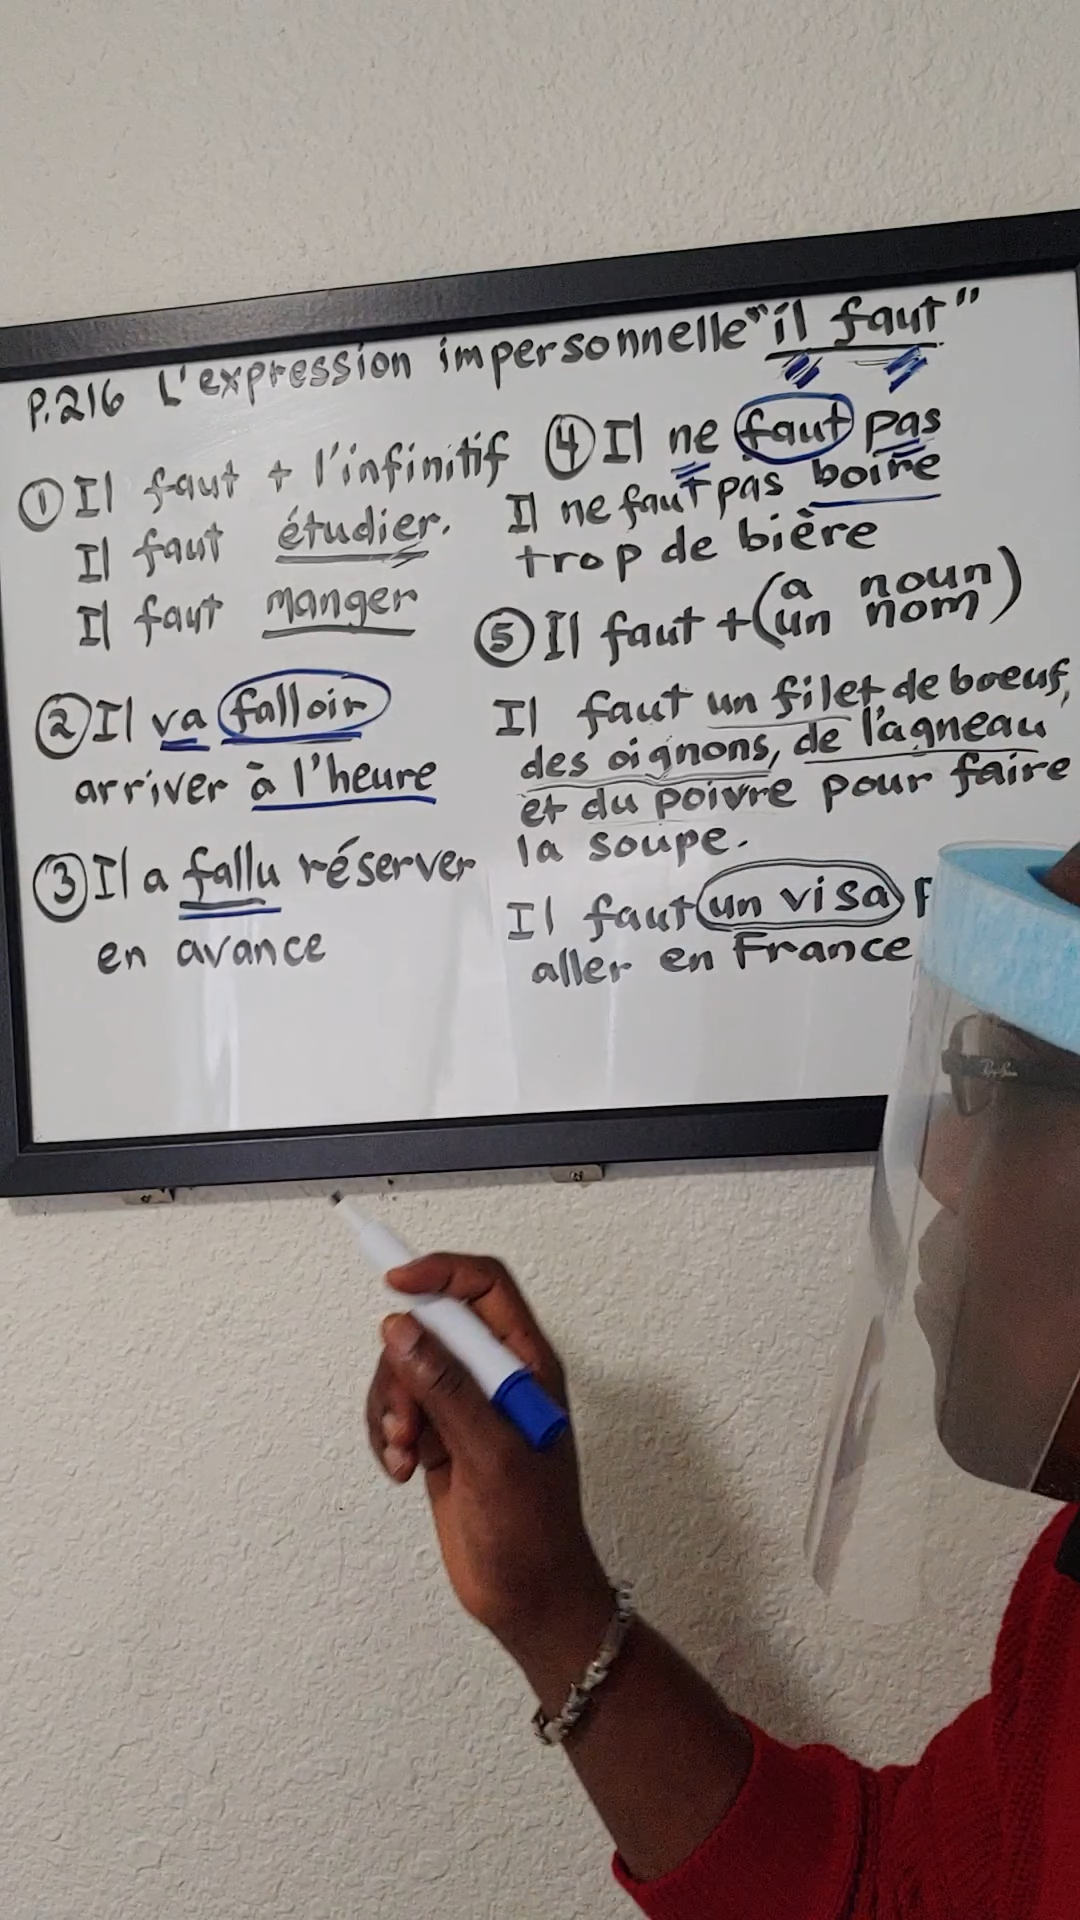 P.216 L'expression impersonnelle "il faut"
① Il faut + l'infinitif
Il faut étudier.
Il faut manger
② Il va falloir
arriver à l'heure
③ Il a fallu réserver
en avance
④ Il ne faut pas
Il ne faut pas boire
trop de bière
⑤ Il faut + (a noun
un nom)
Il faut un filet de boeuf,
des oignons, de l'agneau
et du poivre pour faire
la soupe.
Il faut un visa
aller en France
Ray-Ban